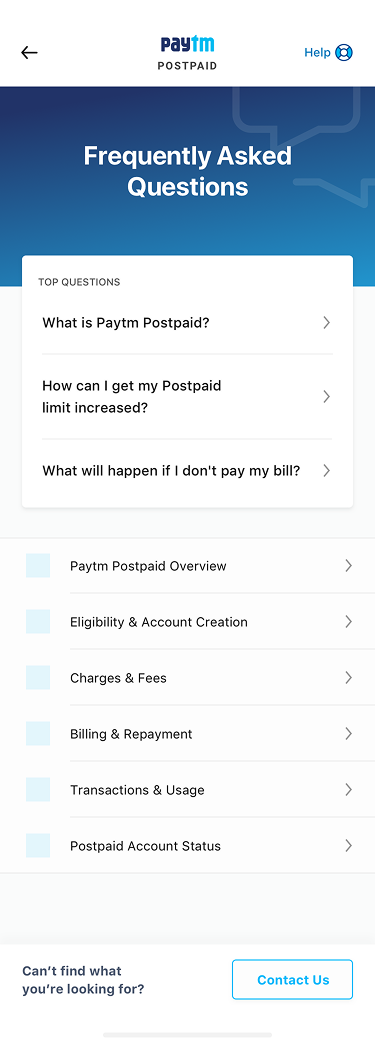 paytm
POSTPAID
Help
Frequently Asked
Questions
TOP QUESTIONS
What is Paytm Postpaid?
How can I get my Postpaid
limit increased?
What will happen if I don't pay my bill?
Paytm Postpaid Overview
Eligibility & Account Creation
Charges & Fees
Billing & Repayment
Transactions & Usage
Postpaid Account Status
Can’t find what
you’re looking for?
Contact Us